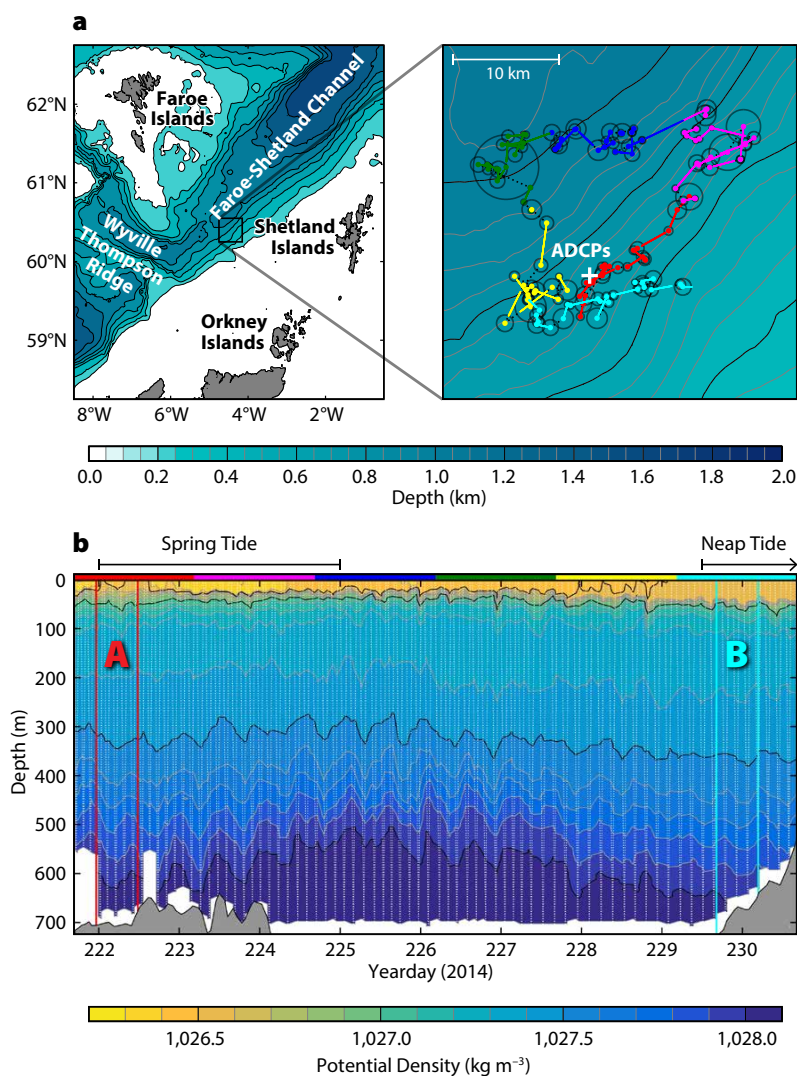 a
62°N
61°N
60°N
59°N
8°W
6°W
4°W
2°W
Faroe
Islands
Faroe-Shetland Channel
Wyville
Thompson
Ridge
Shetland
Islands
Orkney
Islands
10 km
ADCPs
0.0
0.2
0.4
0.6
0.8
1.0
1.2
1.4
1.6
1.8
2.0
Depth (km)
b
Spring Tide
Neap Tide
0
100
200
300
400
500
600
700
Depth (m)
A
B
222
223
224
225
226
227
228
229
230
Yearday (2014)
1,026.5
1,027.0
1,027.5
1,028.0
Potential Density (kg m⁻³)